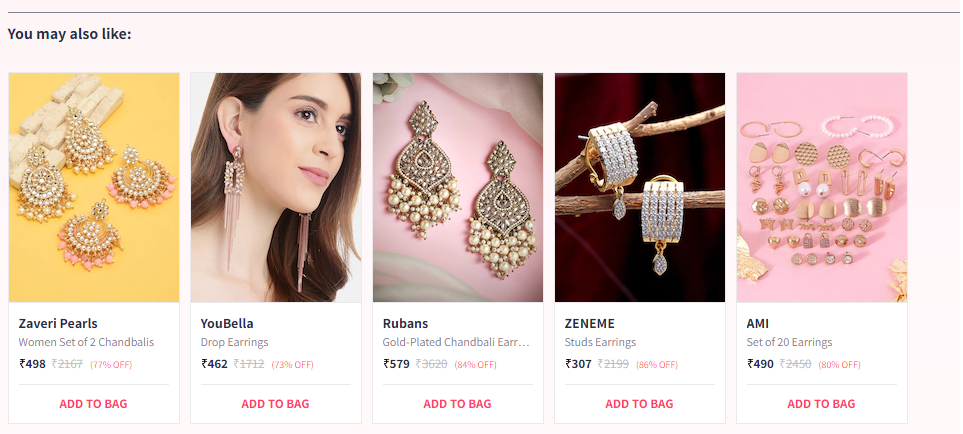 You may also like:
Zaveri Pearls
Women Set of 2 Chandbalis
₹498 ₹2167 (77% OFF)
ADD TO BAG
YouBella
Drop Earrings
₹462 ₹1712 (73% OFF)
ADD TO BAG
Rubans
Gold-Plated Chandbali Earr...
₹579 ₹3620 (84% OFF)
ADD TO BAG
ZENEME
Studs Earrings
₹307 ₹2199 (86% OFF)
ADD TO BAG
AMI
Set of 20 Earrings
₹490 ₹2450 (80% OFF)
ADD TO BAG